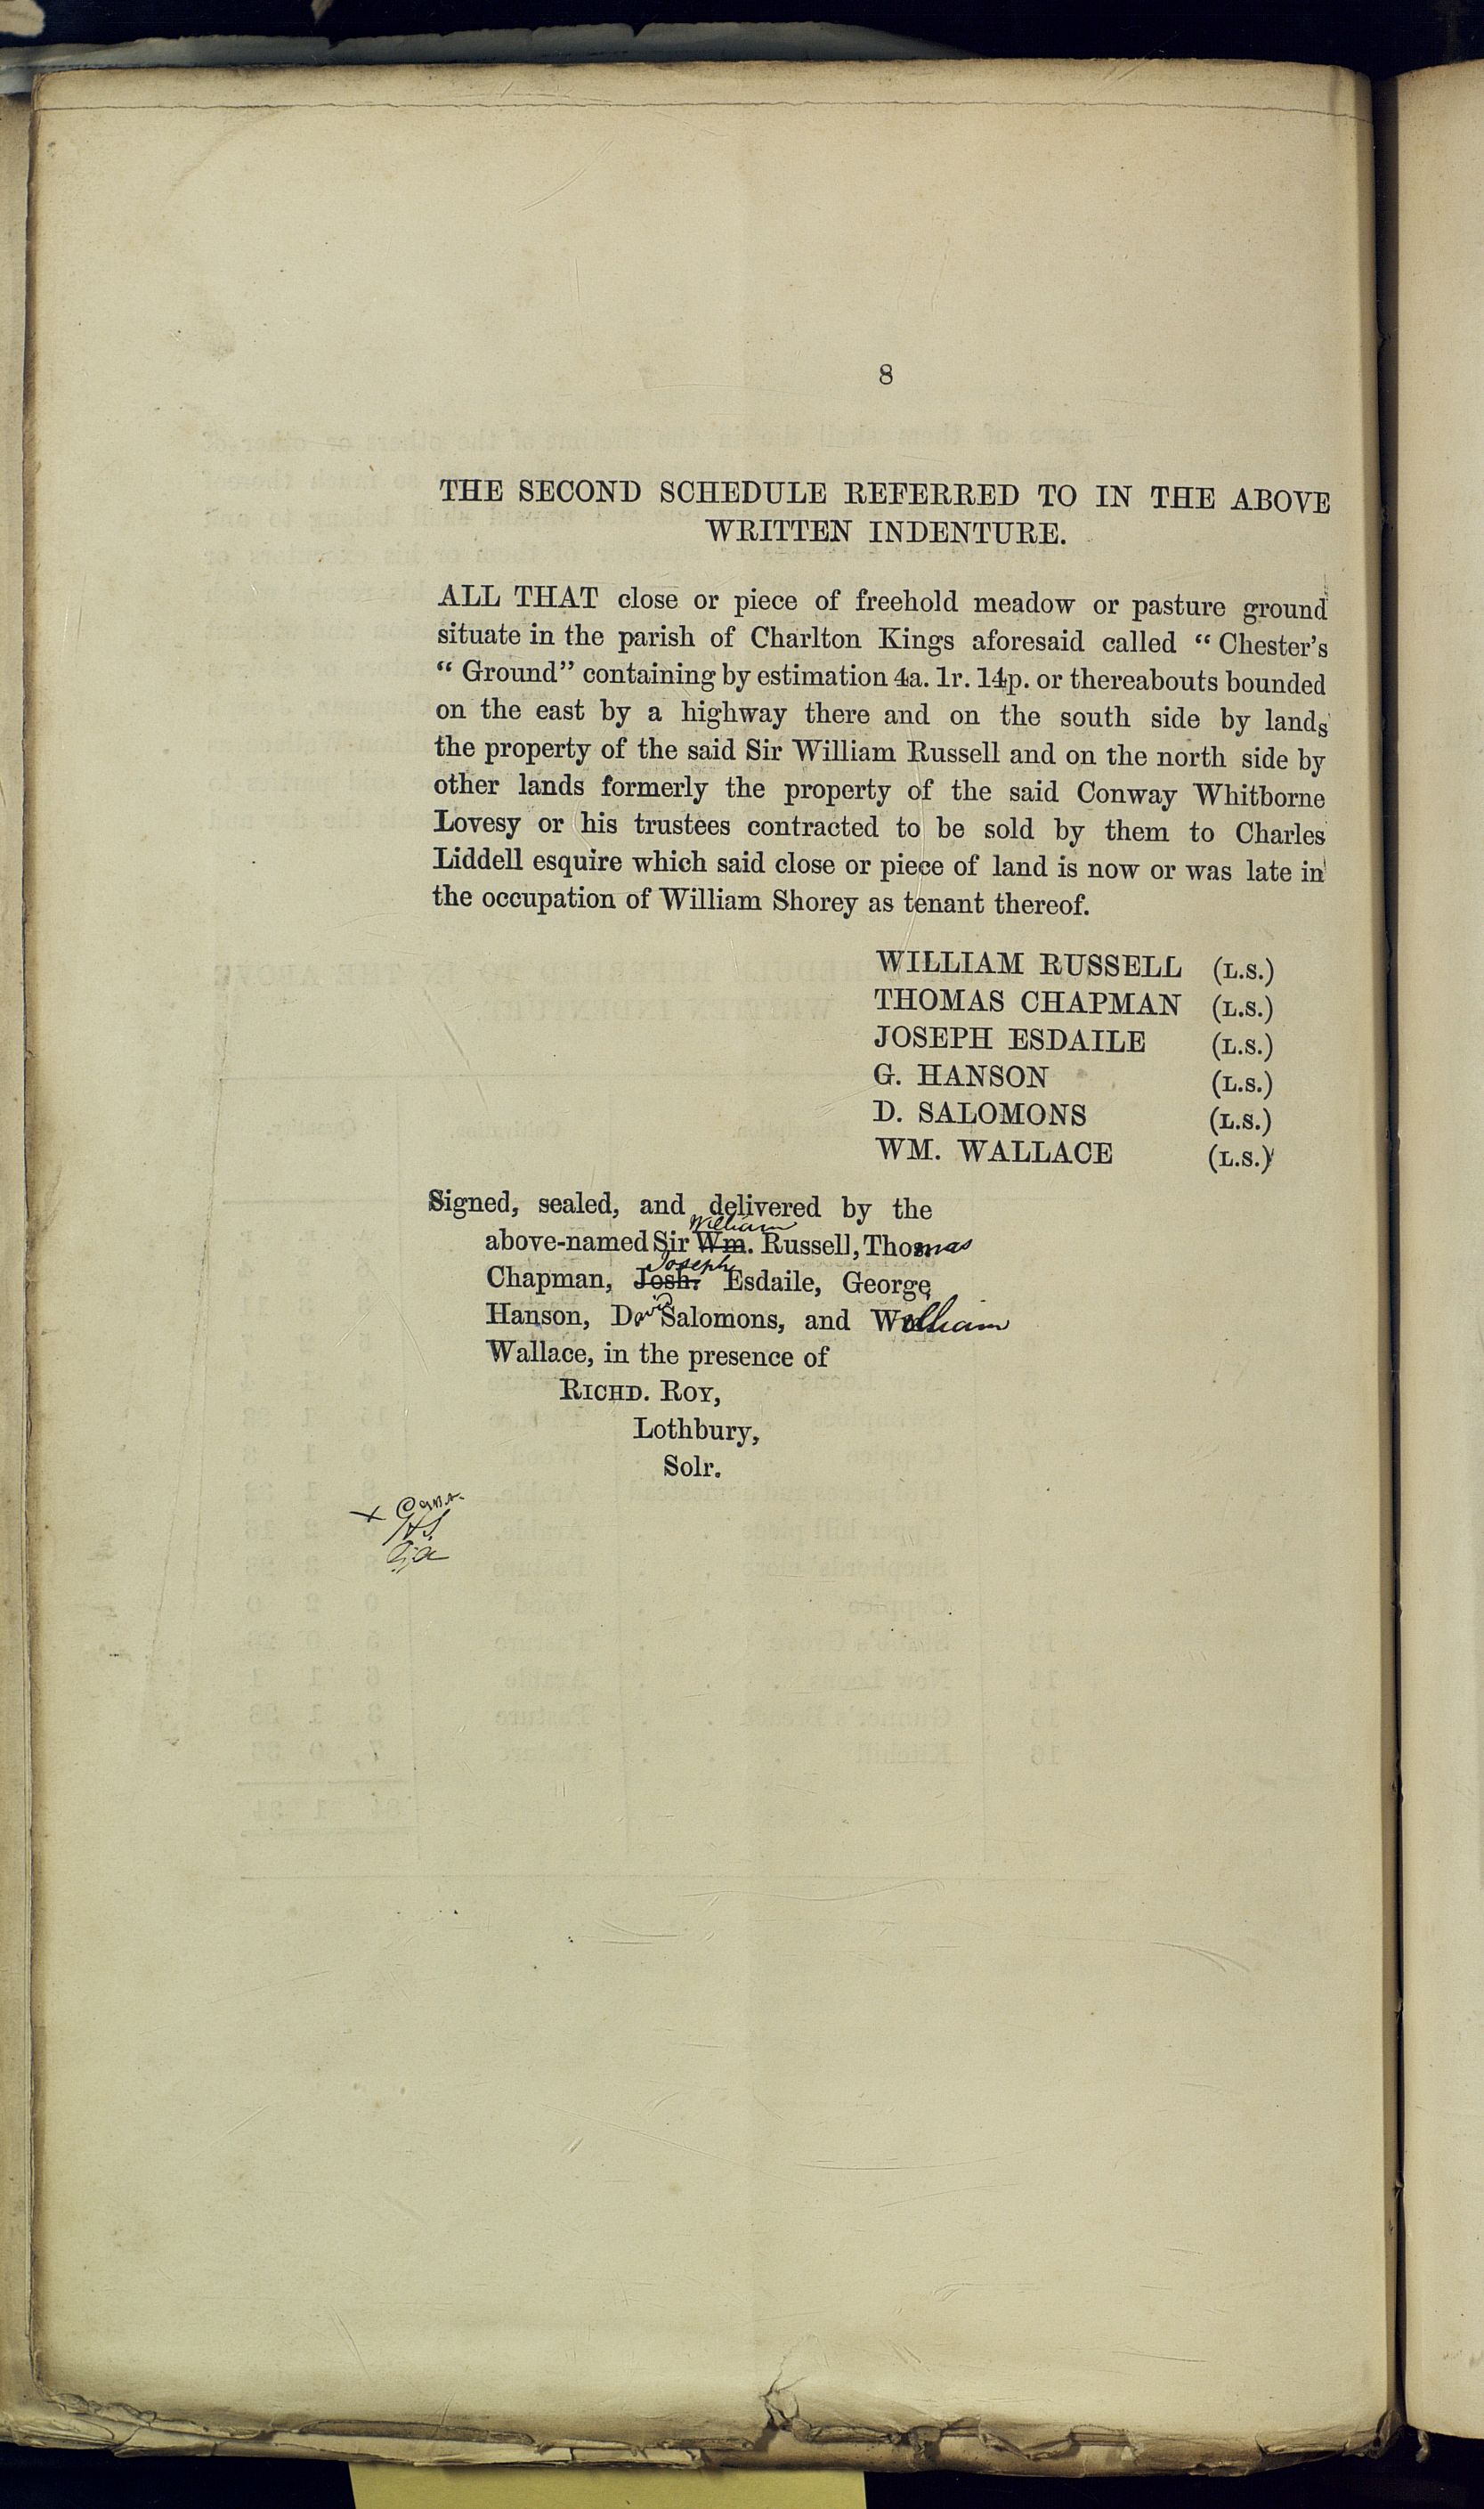 8
THE SECOND SCHEDULE REFERRED TO IN THE ABOVE
WRITTEN INDENTURE.
ALL THAT close or piece of freehold meadow or pasture ground
situate in the parish of Charlton Kings aforesaid called “ Chester’s
“ Ground” containing by estimation 4a. 1r. 14p. or thereabouts bounded
on the east by a highway there and on the south side by lands
the property of the said Sir William Russell and on the north side by
other lands formerly the property of the said Conway Whitborne
Lovesy or his trustees contracted to be sold by them to Charles
Liddell esquire which said close or piece of land is now or was late in
the occupation of William Shorey as tenant thereof.
WILLIAM RUSSELL (L.S.)
THOMAS CHAPMAN (L.S.)
JOSEPH ESDAILE (L.S.)
G. HANSON (L.S.)
D. SALOMONS (L.S.)
WM. WALLACE (L.S.)
Signed, sealed, and delivered by the
William
above-named Sir Wm. Russell, Thomas
Joseph
Chapman, Josh. Esdaile, George
Hanson, David Salomons, and William
Wallace, in the presence of
RICHD. ROY,
Lothbury,
Solr.